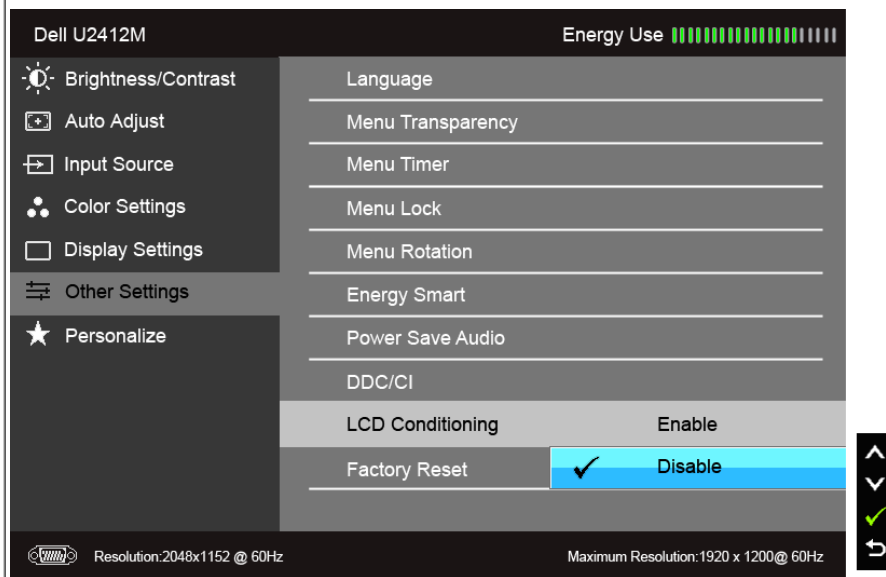 Dell U2412M Energy Use
Brightness/Contrast Language
Auto Adjust Menu Transparency
Input Source Menu Timer
Color Settings Menu Lock
Display Settings Menu Rotation
Other Settings Energy Smart
Personalize Power Save Audio
DDC/CI
LCD Conditioning Enable
Factory Reset Disable
Resolution:2048x1152 @ 60Hz Maximum Resolution:1920 x 1200@ 60Hz